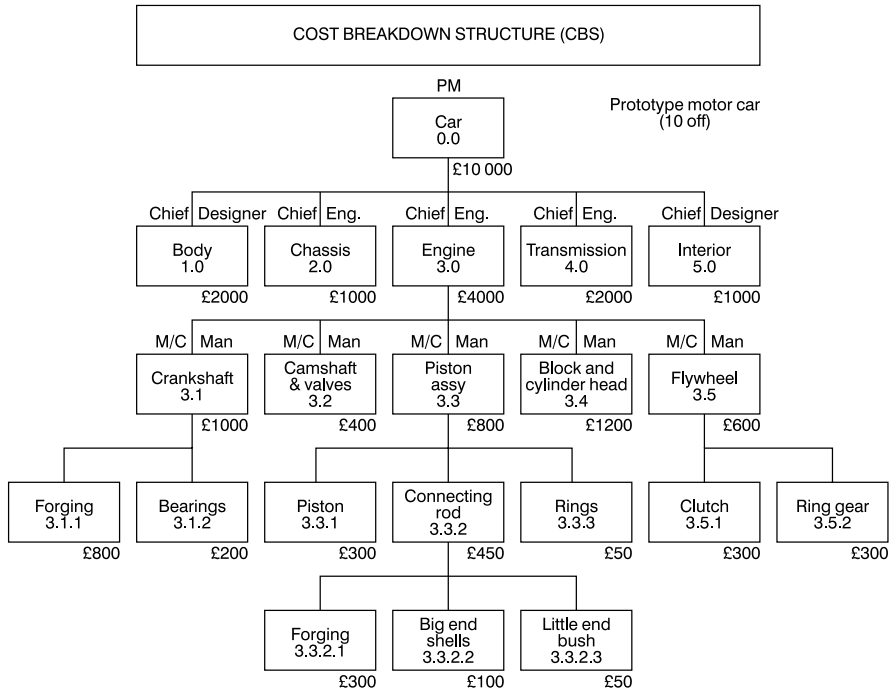 COST BREAKDOWN STRUCTURE (CBS)
PM
Prototype motor car
(10 off)
Car
0.0
£10 000
Chief Designer
Chief Eng.
Chief Eng.
Chief Eng.
Chief Designer
Body
1.0
Chassis
2.0
Engine
3.0
Transmission
4.0
Interior
5.0
£2000
£1000
£4000
£2000
£1000
M/C Man
M/C Man
M/C Man
M/C Man
M/C Man
Crankshaft
3.1
Camshaft
& valves
3.2
Piston
assy
3.3
Block and
cylinder head
3.4
Flywheel
3.5
£1000
£400
£800
£1200
£600
Forging
3.1.1
Bearings
3.1.2
Piston
3.3.1
Connecting
rod
3.3.2
Rings
3.3.3
Clutch
3.5.1
Ring gear
3.5.2
£800
£200
£300
£450
£50
£300
£300
Forging
3.3.2.1
Big end
shells
3.3.2.2
Little end
bush
3.3.2.3
£300
£100
£50